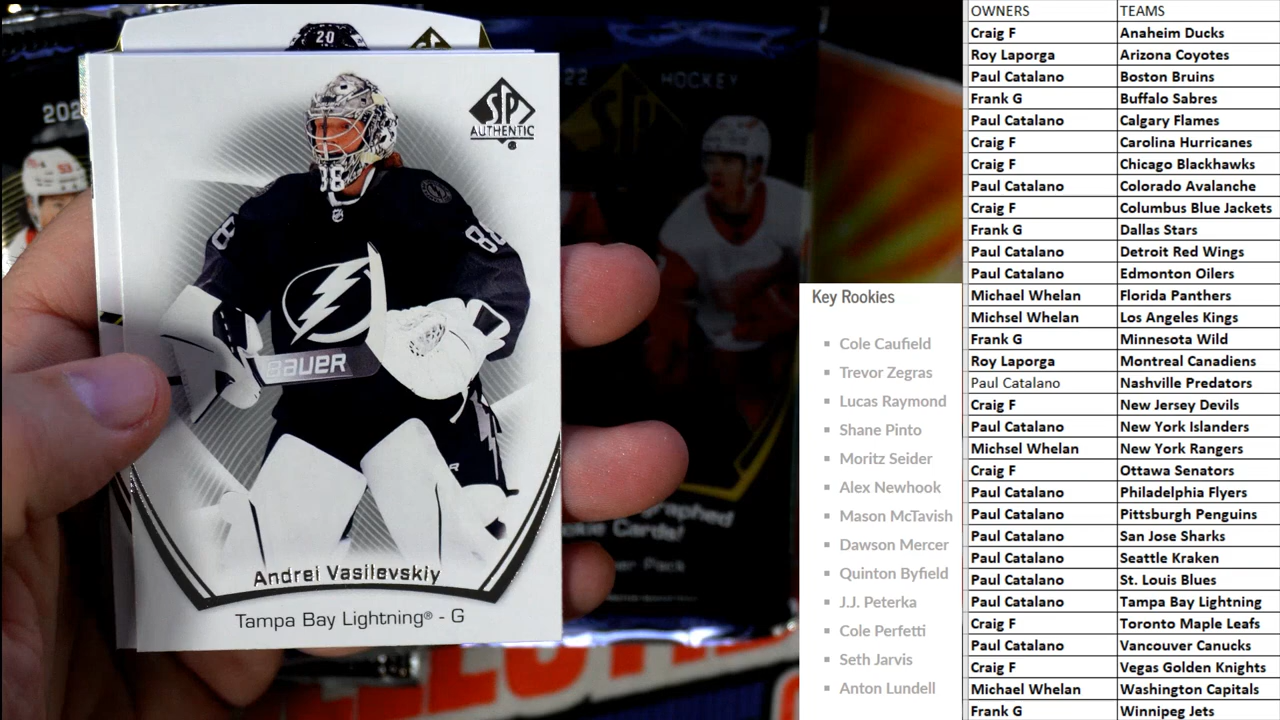 20
SP
AUTHENTIC
88
88
88
BAUER
Andrei Vasilevskiy
Tampa Bay Lightning® - G
202
22 HOCKEY
53
Key Rookies
Cole Caufield
Trevor Zegras
Lucas Raymond
Shane Pinto
Moritz Seider
Alex Newhook
Mason McTavish
Dawson Mercer
Quinton Byfield
J.J. Peterka
Cole Perfetti
Seth Jarvis
Anton Lundell
OWNERS TEAMS
Craig F Anaheim Ducks
Roy Laporga Arizona Coyotes
Paul Catalano Boston Bruins
Frank G Buffalo Sabres
Paul Catalano Calgary Flames
Craig F Carolina Hurricanes
Craig F Chicago Blackhawks
Paul Catalano Colorado Avalanche
Craig F Columbus Blue Jackets
Frank G Dallas Stars
Paul Catalano Detroit Red Wings
Paul Catalano Edmonton Oilers
Michael Whelan Florida Panthers
Michsel Whelan Los Angeles Kings
Frank G Minnesota Wild
Roy Laporga Montreal Canadiens
Paul Catalano Nashville Predators
Craig F New Jersey Devils
Paul Catalano New York Islanders
Michsel Whelan New York Rangers
Craig F Ottawa Senators
Paul Catalano Philadelphia Flyers
Paul Catalano Pittsburgh Penguins
Paul Catalano San Jose Sharks
Paul Catalano Seattle Kraken
Paul Catalano St. Louis Blues
Paul Catalano Tampa Bay Lightning
Craig F Toronto Maple Leafs
Paul Catalano Vancouver Canucks
Craig F Vegas Golden Knights
Michael Whelan Washington Capitals
Frank G Winnipeg Jets